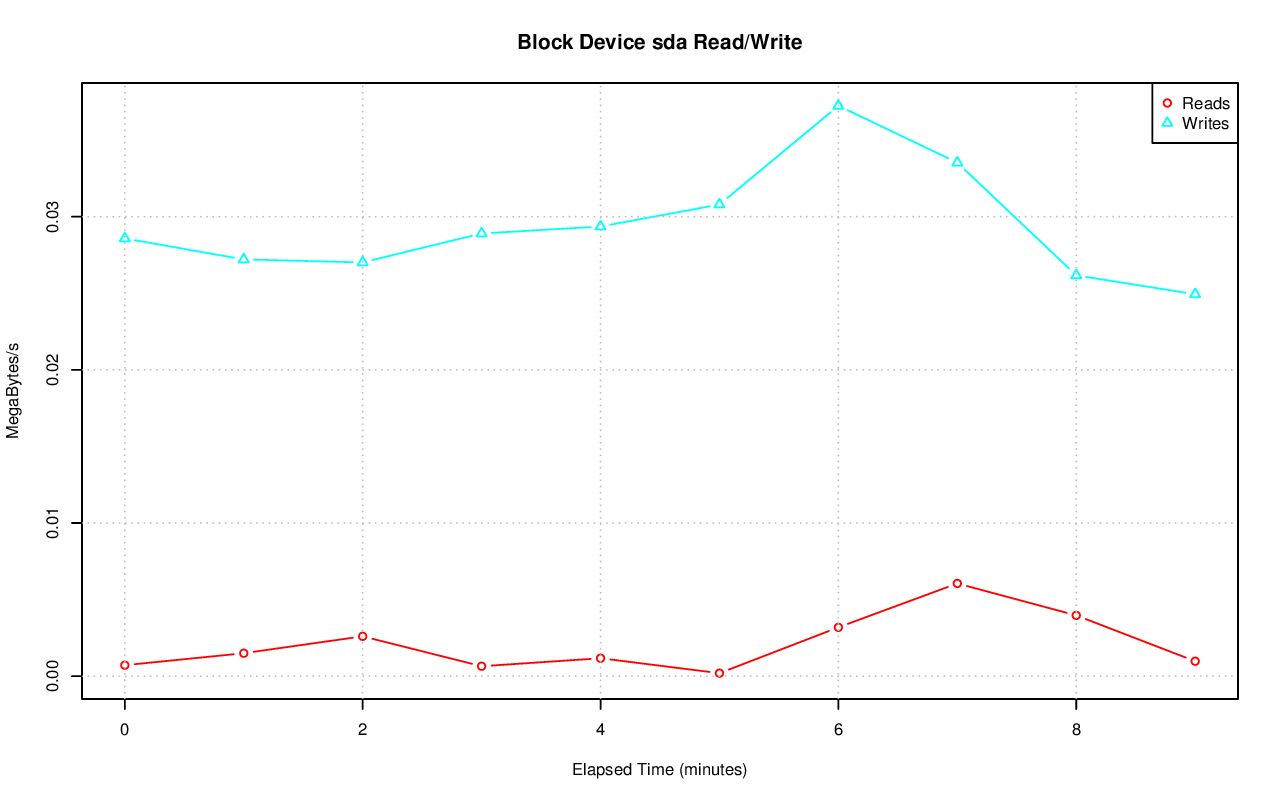 Block Device sda Read/Write
Reads
Writes
MegaBytes/s
0.03
0.02
0.01
0.00
0 2 4 6 8
Elapsed Time (minutes)